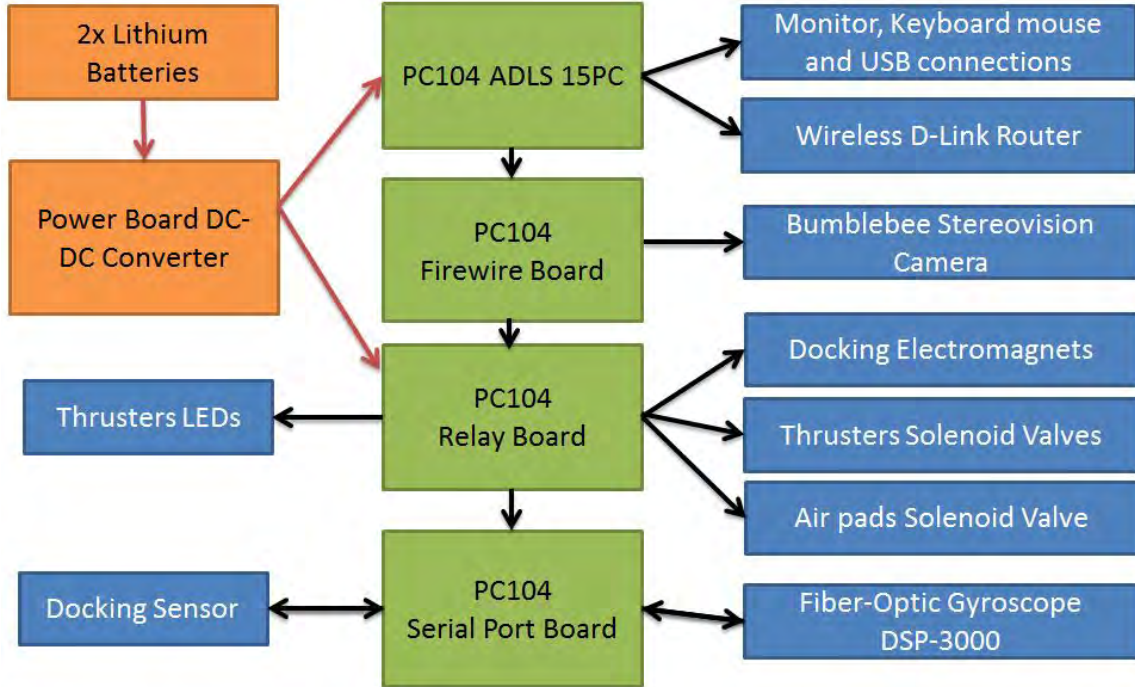 2x Lithium
Batteries
PC104 ADLS 15PC
Monitor, Keyboard mouse
and USB connections
Wireless D-Link Router
Power Board DC-
DC Converter
PC104
Firewire Board
Bumblebee Stereovision
Camera
Thrusters LEDs
PC104
Relay Board
Docking Electromagnets
Thrusters Solenoid Valves
Air pads Solenoid Valve
Docking Sensor
PC104
Serial Port Board
Fiber-Optic Gyroscope
DSP-3000